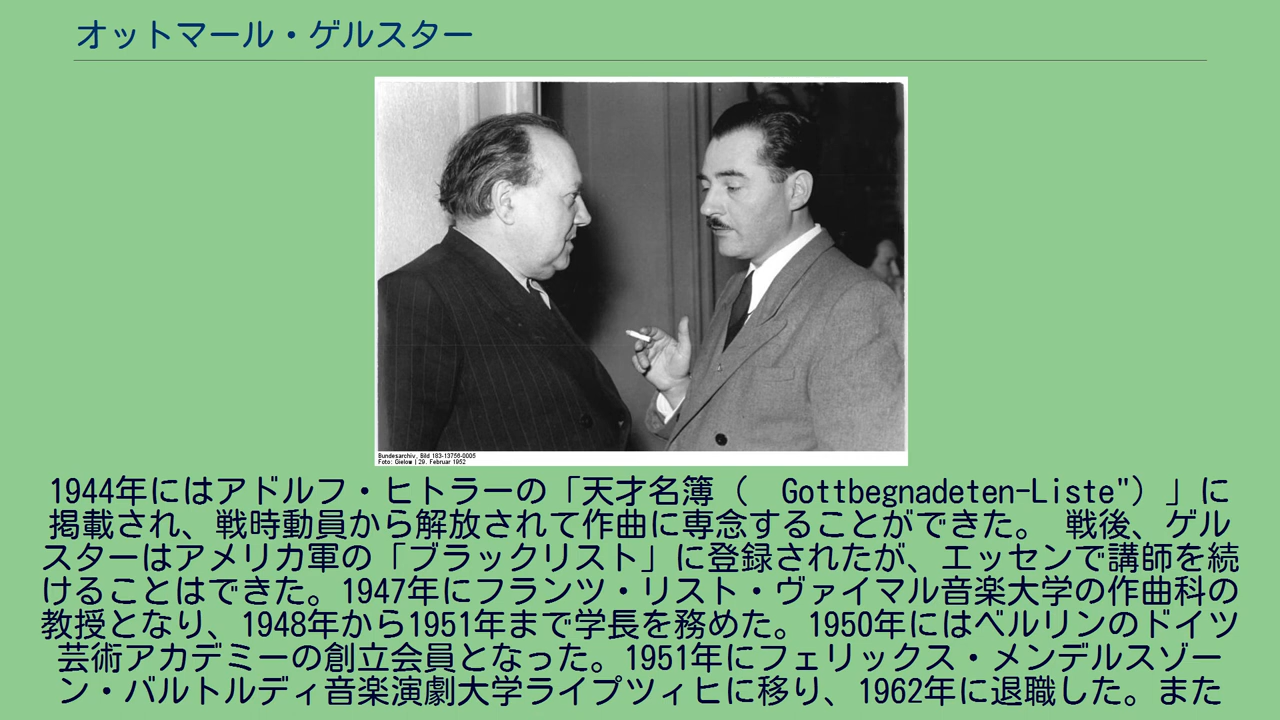 オットマール・ゲルスター
Bundesarchiv, Bild 183-13756-0005
Foto: Gielow | 29. Februar 1952
1944年にはアドルフ・ヒトラーの「天才名簿（　Gottbegnadeten-Liste"）」に
掲載され、戦時動員から解放されて作曲に専念することができた。 戦後、ゲル
スターはアメリカ軍の「ブラックリスト」に登録されたが、エッセンで講師を続
けることはできた。1947年にフランツ・リスト・ヴァイマル音楽大学の作曲科の
教授となり、1948年から1951年まで学長を務めた。1950年にはベルリンのドイツ
芸術アカデミーの創立会員となった。1951年にフェリックス・メンデルスゾー
ン・バルトルディ音楽演劇大学ライプツィヒに移り、1962年に退職した。また